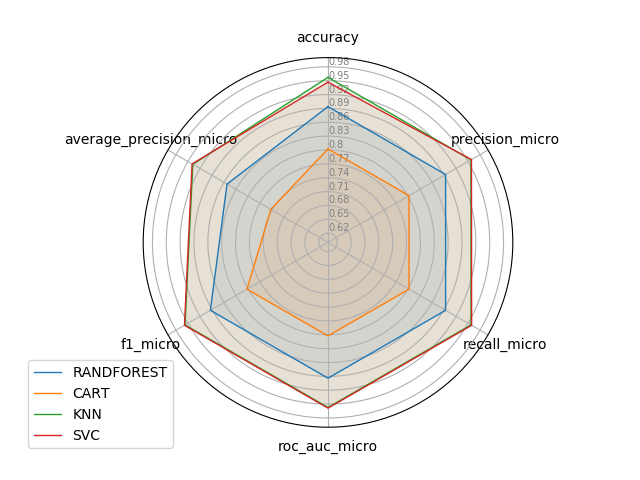 accuracy
0.98
0.95
0.92
0.89
0.86
0.83
0.8
0.77
0.74
0.71
0.68
0.65
0.62
average_precision_micro
precision_micro
f1_micro
recall_micro
roc_auc_micro
RANDFOREST
CART
KNN
SVC